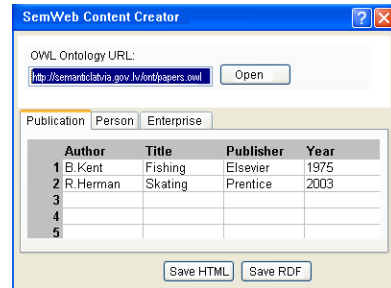 SemWeb Content Creator
OWL Ontology URL:
http://semanticlatvia.gov.lv/ont/papers.owl Open
Publication Person Enterprise
Author Title Publisher Year
1 B.Kent Fishing Elsevier 1975
2 R.Herman Skating Prentice 2003
3
4
5
Save HTML Save RDF